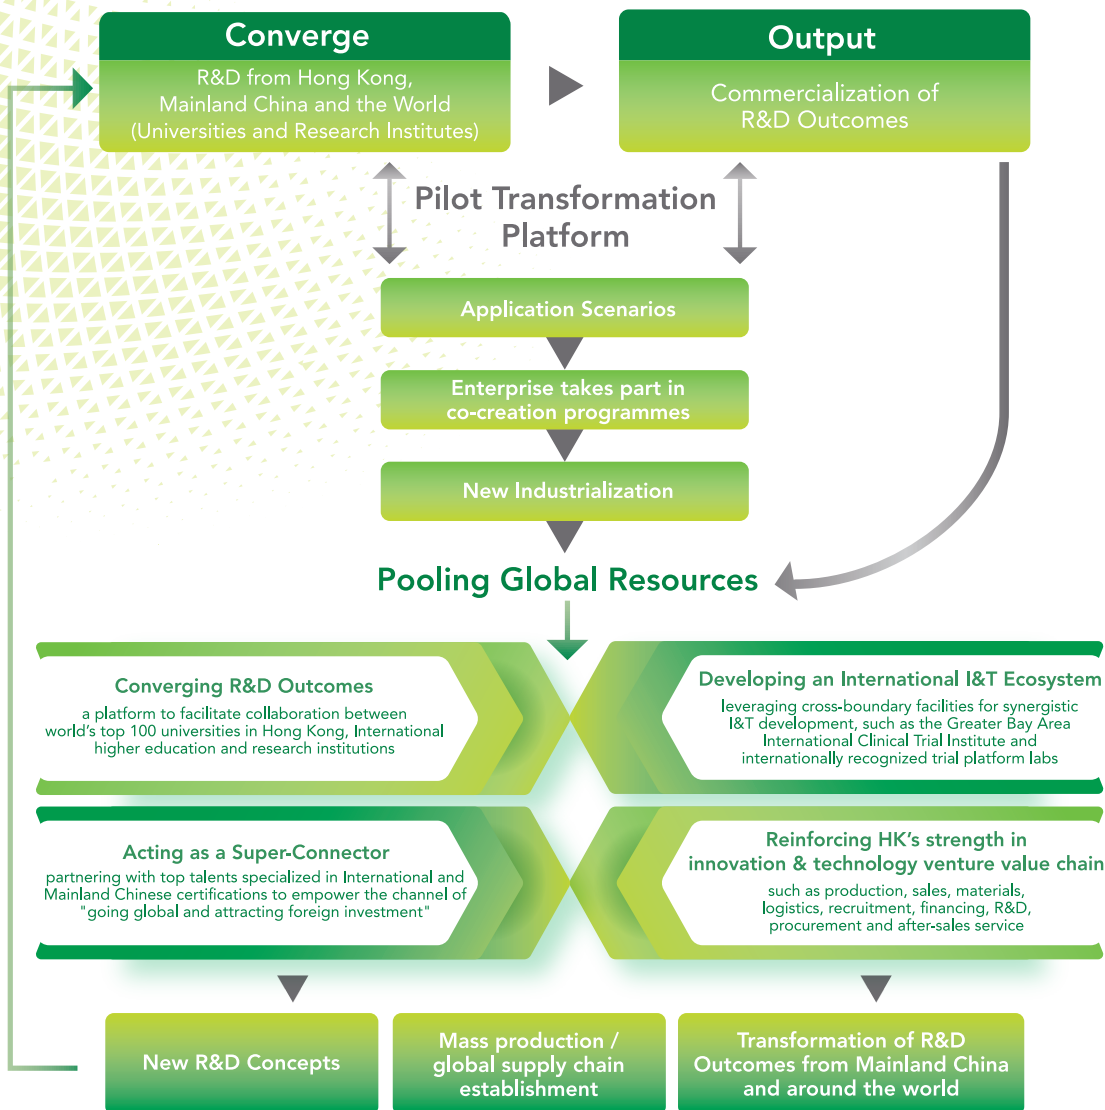 Converge
R&D from Hong Kong,
Mainland China and the World
(Universities and Research Institutes)
Output
Commercialization of
R&D Outcomes
Pilot Transformation
Platform
Application Scenarios
Enterprise takes part in
co-creation programmes
New Industrialization
Pooling Global Resources
Converging R&D Outcomes
a platform to facilitate collaboration between
world's top 100 universities in Hong Kong, International
higher education and research institutions
Developing an International I&T Ecosystem
leveraging cross-boundary facilities for synergistic
I&T development, such as the Greater Bay Area
International Clinical Trial Institute and
internationally recognized trial platform labs
Acting as a Super-Connector
partnering with top talents specialized in International and
Mainland Chinese certifications to empower the channel of
"going global and attracting foreign investment"
Reinforcing HK's strength in
innovation & technology venture value chain
such as production, sales, materials,
logistics, recruitment, financing, R&D,
procurement and after-sales service
New R&D Concepts
Mass production /
global supply chain
establishment
Transformation of R&D
Outcomes from Mainland China
and around the world